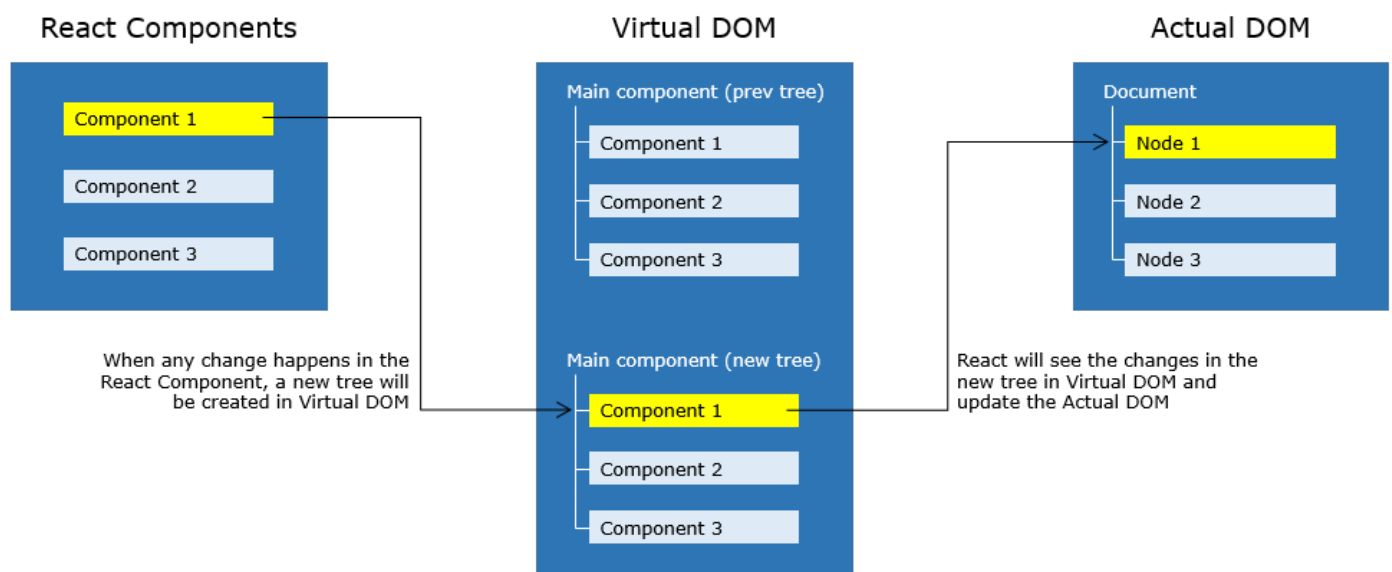 React Components
Virtual DOM
Actual DOM
Component 1
Component 2
Component 3
Main component (prev tree)
Component 1
Component 2
Component 3
Document
Node 1
Node 2
Node 3
When any change happens in the
React Component, a new tree will
be created in Virtual DOM
Main component (new tree)
Component 1
Component 2
Component 3
React will see the changes in the
new tree in Virtual DOM and
update the Actual DOM